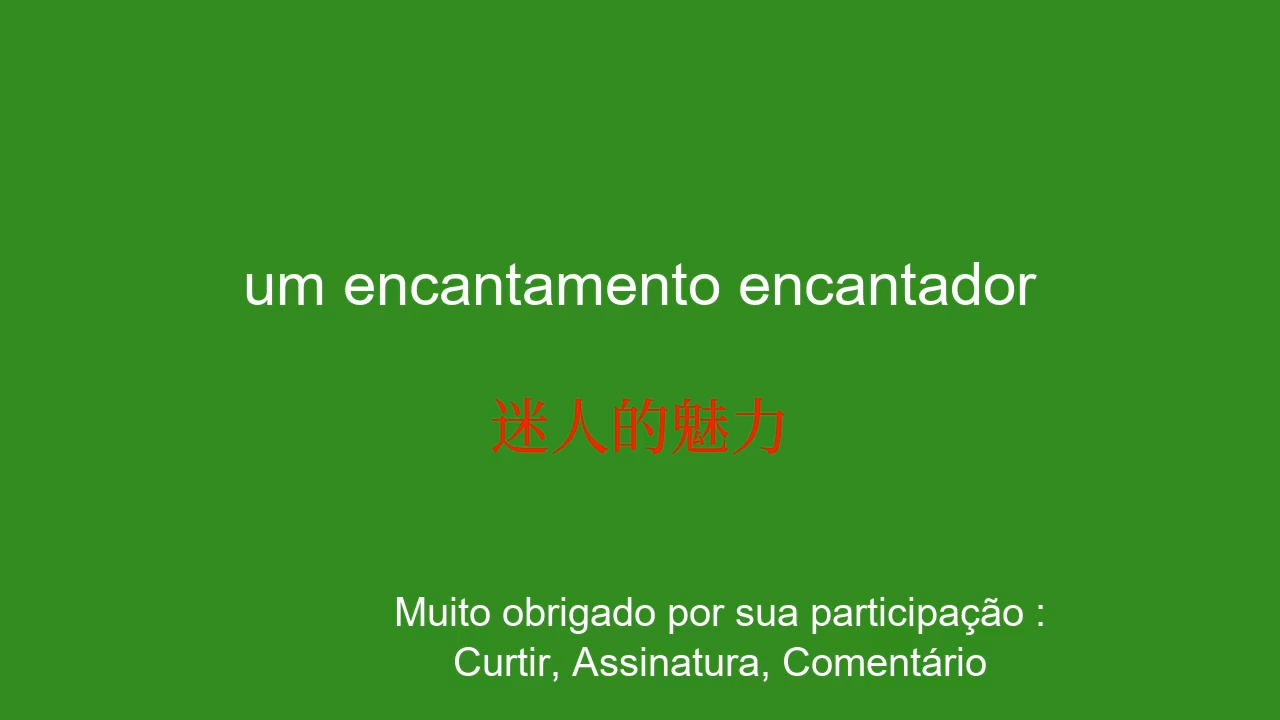 um encantamento encantador
迷人的魅力
Muito obrigado por sua participação :
Curtir, Assinatura, Comentário